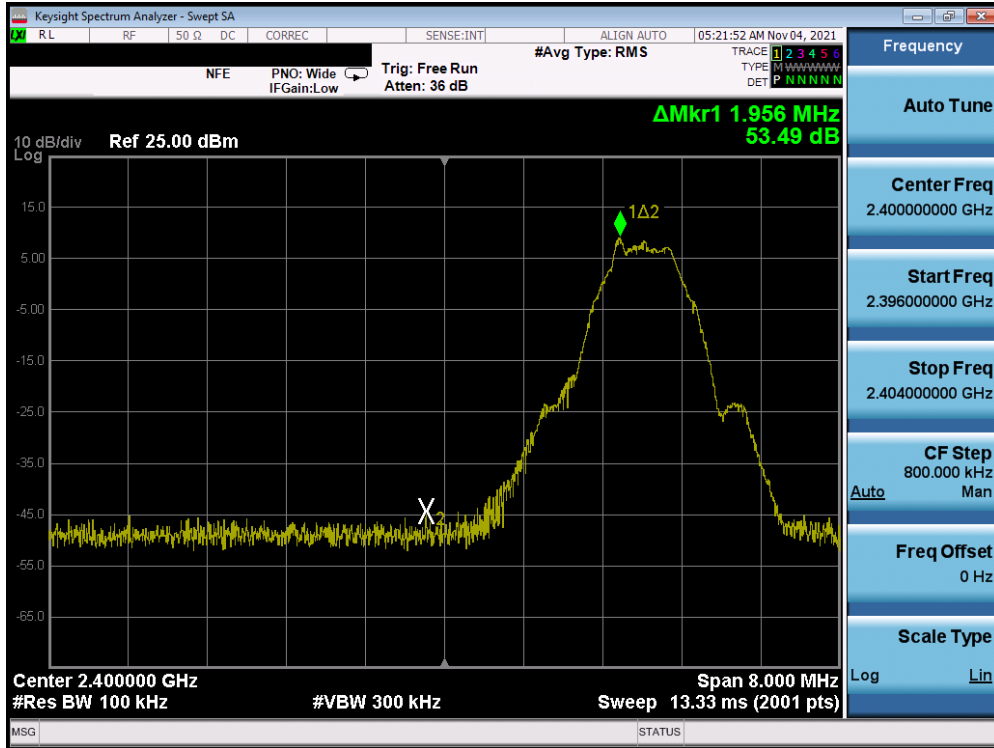 Keysight Spectrum Analyzer - Swept SA
LXI RL RF 50 Ω DC CORREC SENSE:INT ALIGN AUTO 05:21:52 AM Nov 04, 2021
#Avg Type: RMS
TRACE 1 2 3 4 5 6
TYPE M W W W W W
DET P N N N N N
NFE PNO: Wide Trig: Free Run
IFGain:Low Atten: 36 dB
ΔMkr1 1.956 MHz
53.49 dB
10 dB/div Ref 25.00 dBm
Log
15.0
5.00
-5.00
-15.0
-25.0
-35.0
-45.0
-55.0
-65.0
1Δ2
X2
Center 2.400000 GHz Span 8.000 MHz
#Res BW 100 kHz #VBW 300 kHz Sweep 13.33 ms (2001 pts)
MSG STATUS
Frequency
Auto Tune
Center Freq
2.400000000 GHz
Start Freq
2.396000000 GHz
Stop Freq
2.404000000 GHz
CF Step
800.000 kHz
Auto Man
Freq Offset
0 Hz
Scale Type
Log Lin